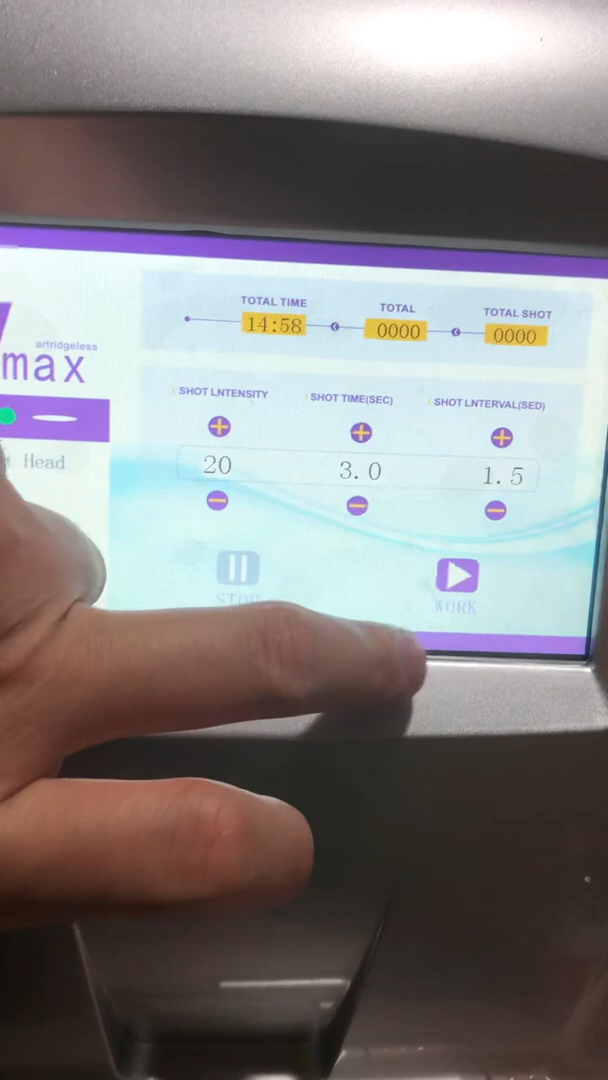 TOTAL TIME
TOTAL
TOTAL SHOT
14:58
0000
0000
artridgeless
max
Head
SHOT LNTENSITY
SHOT TIME(SEC)
SHOT LNTERVAL(SED)
20
3.0
1.5
STOP
WORK